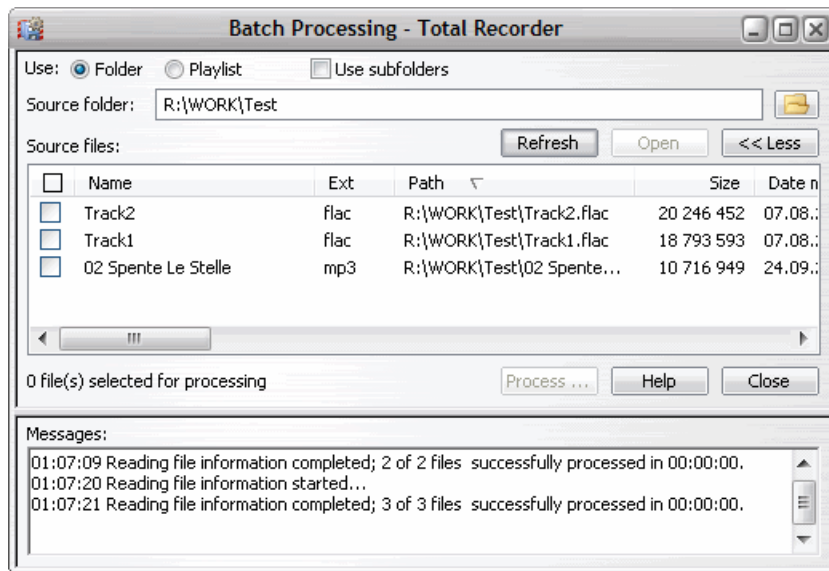 Batch Processing - Total Recorder
Use: Folder Playlist Use subfolders
Source folder: R:\WORK\Test
Source files: Refresh Open << Less
Name Ext Path Size Date n
Track2 flac R:\WORK\Test\Track2.flac 20 246 452 07.08.:
Track1 flac R:\WORK\Test\Track1.flac 18 793 593 07.08.:
02 Spente Le Stelle mp3 R:\WORK\Test\02 Spente... 10 716 949 24.09.:
0 file(s) selected for processing Process ... Help Close
Messages:
01:07:09 Reading file information completed; 2 of 2 files  successfully processed in 00:00:00.
01:07:20 Reading file information started...
01:07:21 Reading file information completed; 3 of 3 files  successfully processed in 00:00:00.